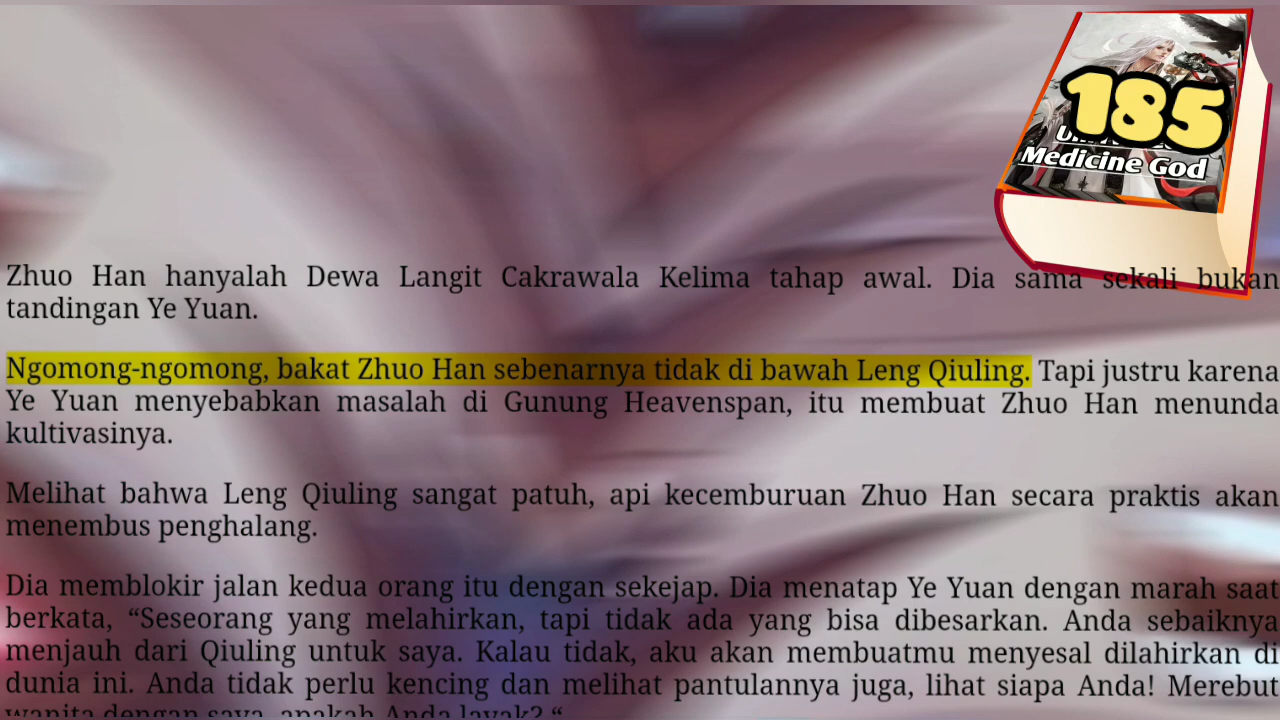 185
Medicine God
Zhuo Han hanyalah Dewa Langit Cakrawala Kelima tahap awal. Dia sama sekali bukan
tandingan Ye Yuan.
Ngomong-ngomong, bakat Zhuo Han sebenarnya tidak di bawah Leng Qiuling. Tapi justru karena
Ye Yuan menyebabkan masalah di Gunung Heavenspan, itu membuat Zhuo Han menunda
kultivasinya.
Melihat bahwa Leng Qiuling sangat patuh, api kecemburuan Zhuo Han secara praktis akan
menembus penghalang.
Dia memblokir jalan kedua orang itu dengan sekejap. Dia menatap Ye Yuan dengan marah saat
berkata, “Seseorang yang melahirkan, tapi tidak ada yang bisa dibesarkan. Anda sebaiknya
menjauh dari Qiuling untuk saya. Kalau tidak, aku akan membuatmu menyesal dilahirkan di
dunia ini. Anda tidak perlu kencing dan melihat pantulannya juga, lihat siapa Anda! Merebut
wanita dengan saya, apakah Anda layak? “